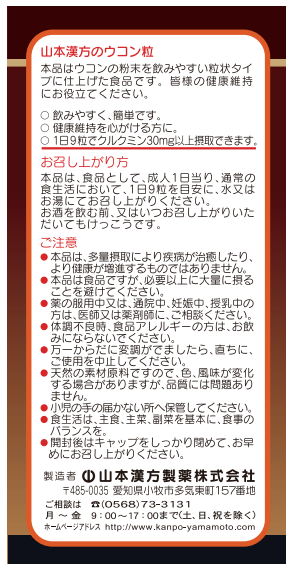 山本漢方のウコン粒
本品はウコンの粉末を飲みやすい粒状タイ
プに仕上げた食品です。皆様の健康維持
にお役立てください。
○ 飲みやすく、簡単です。
○ 健康維持を心がける方に。
○ 1日9粒でクルクミン30mg以上摂取できます。
お召し上がり方
本品は、食品として、成人1日当り、通常の
食生活において、1日9粒を目安に、水又は
お湯にてお召し上がりください。
お酒を飲む前、又はいつお召し上がりいた
だいてもけっこうです。
ご注意
● 本品は、多量摂取により疾病が治癒したり、
より健康が増進するものではありません。
● 本品は食品ですが、必要以上に大量に摂る
ことを避けてください。
● 薬の服用中又は、通院中、妊娠中、授乳中の
方は、医師又は薬剤師に、ご相談ください。
● 体調不良時、食品アレルギーの方は、お飲
みにならないでください。
● 万一からだに変調がでましたら、直ちに、
ご使用を中止してください。
● 天然の素材原料ですので、色、風味が変化
する場合がありますが、品質には問題あり
ません。
● 小児の手の届かない所へ保管してください。
● 食生活は、主食、主菜、副菜を基本に、食事の
バランスを。
● 開封後はキャップをしっかり閉めて、お早
めにお召し上がりください。
製造者 山本漢方製薬株式会社
〒485-0035 愛知県小牧市多気東町157番地
ご相談は ☎(0568)73-3131
月～金 9:00～17:00まで(土、日、祝を除く)
ホームページアドレス http://www.kanpo-yamamoto.com/